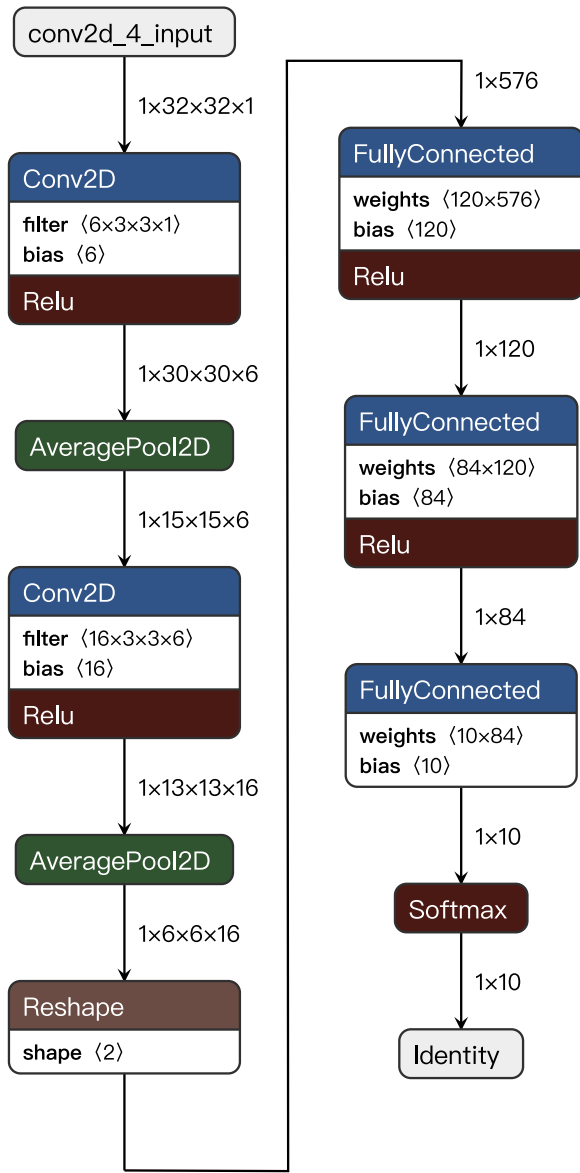 conv2d_4_input
1×32×32×1
Conv2D
filter ⟨6×3×3×1⟩
bias ⟨6⟩
Relu
1×30×30×6
AveragePool2D
1×15×15×6
Conv2D
filter ⟨16×3×3×6⟩
bias ⟨16⟩
Relu
1×13×13×16
AveragePool2D
1×6×6×16
Reshape
shape ⟨2⟩
1×576
FullyConnected
weights ⟨120×576⟩
bias ⟨120⟩
Relu
1×120
FullyConnected
weights ⟨84×120⟩
bias ⟨84⟩
Relu
1×84
FullyConnected
weights ⟨10×84⟩
bias ⟨10⟩
1×10
Softmax
1×10
Identity